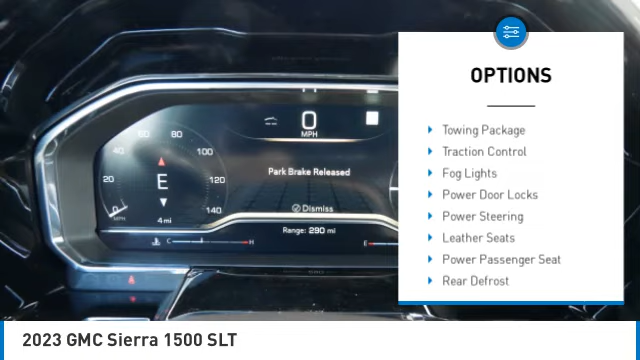 0
MPH
60 80
40 100
20 E 120
0 140
MPH
4 mi
Park Brake Released
Dismiss
Range: 290 mi
C H
E
OPTIONS
Towing Package
Traction Control
Fog Lights
Power Door Locks
Power Steering
Leather Seats
Power Passenger Seat
Rear Defrost
2023 GMC Sierra 1500 SLT